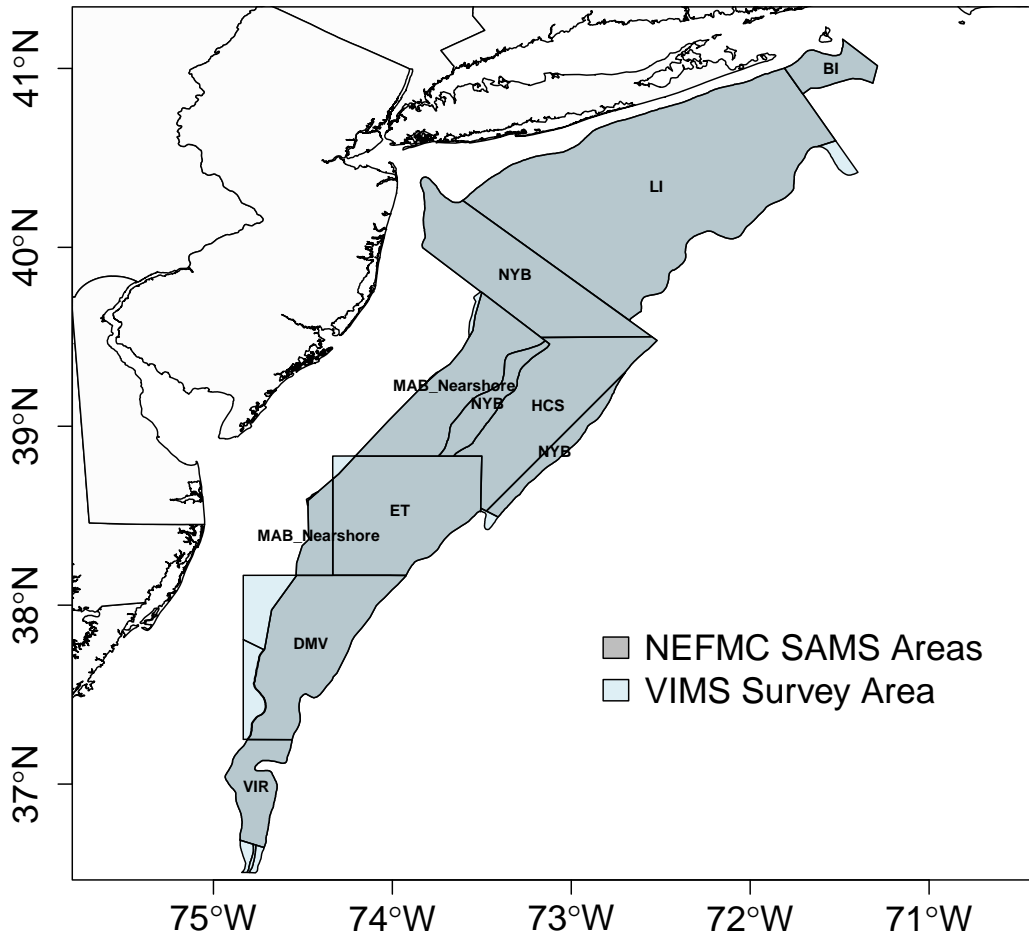 41°N
BI
LI
40°N
NYB
MAB_Nearshore
NYB
HCS
39°N
NYB
ET
MAB_Nearshore
38°N
DMV
NEFMC SAMS Areas
VIMS Survey Area
37°N
VIR
75°W 74°W 73°W 72°W 71°W